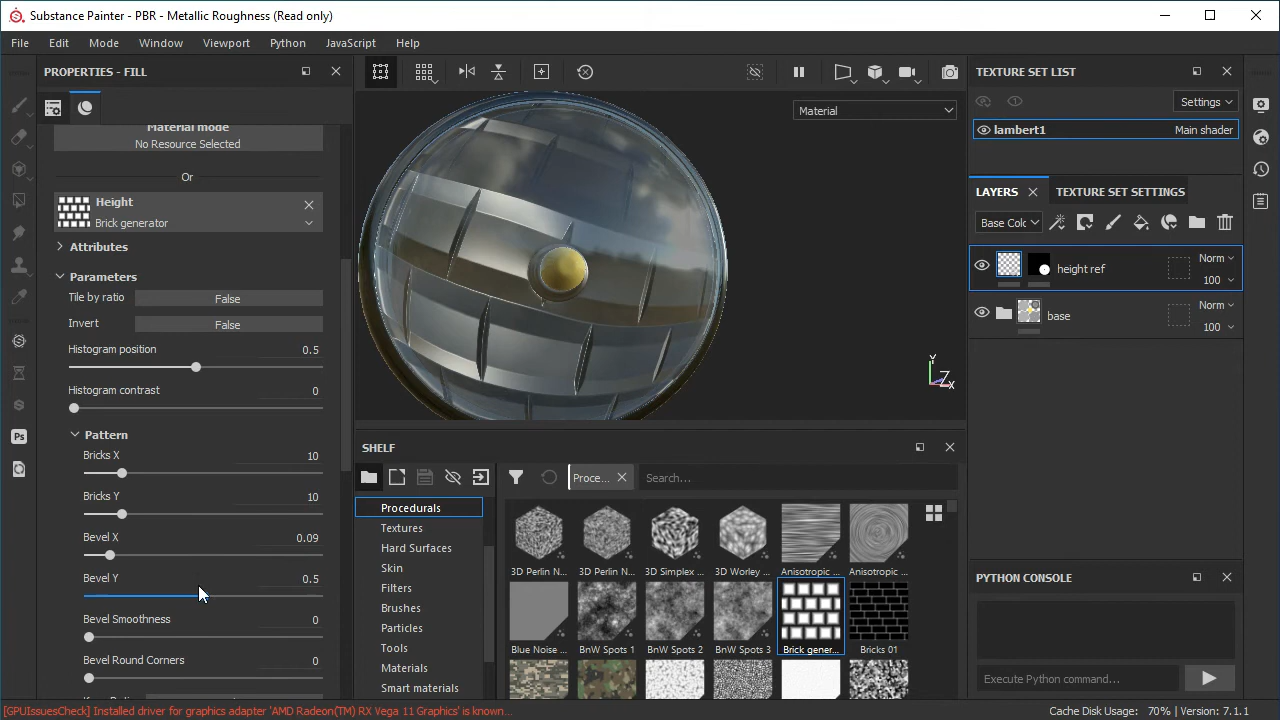 Substance Painter - PBR - Metallic Roughness (Read only)
File Edit Mode Window Viewport Python JavaScript Help
PROPERTIES - FILL
Material mode
No Resource Selected
Or
Height
Brick generator
Attributes
Parameters
Tile by ratio False
Invert False
Histogram position 0.5
Histogram contrast 0
Pattern
Bricks X 10
Bricks Y 10
Bevel X 0.09
Bevel Y 0.5
Bevel Smoothness 0
Bevel Round Corners 0
Material
Y
Z
X
SHELF
Proce...
Search...
Procedurals
Textures
Hard Surfaces
Skin
Filters
Brushes
Particles
Tools
Materials
Smart materials
3D Perlin N... 3D Perlin N... 3D Simplex ... 3D Worley ... Anisotropic ... Anisotropic ...
Blue Noise ... BnW Spots 1 BnW Spots 2 BnW Spots 3 Brick gener... Bricks 01
TEXTURE SET LIST
Settings
lambert1 Main shader
LAYERS TEXTURE SET SETTINGS
Base Colc
height ref Norm
100
base Norm
100
PYTHON CONSOLE
Execute Python command...
Ps
[GPUIssuesCheck] Installed driver for graphics adapter 'AMD Radeon(TM) RX Vega 11 Graphics' is known...
Cache Disk Usage: 70% | Version: 7.1.1